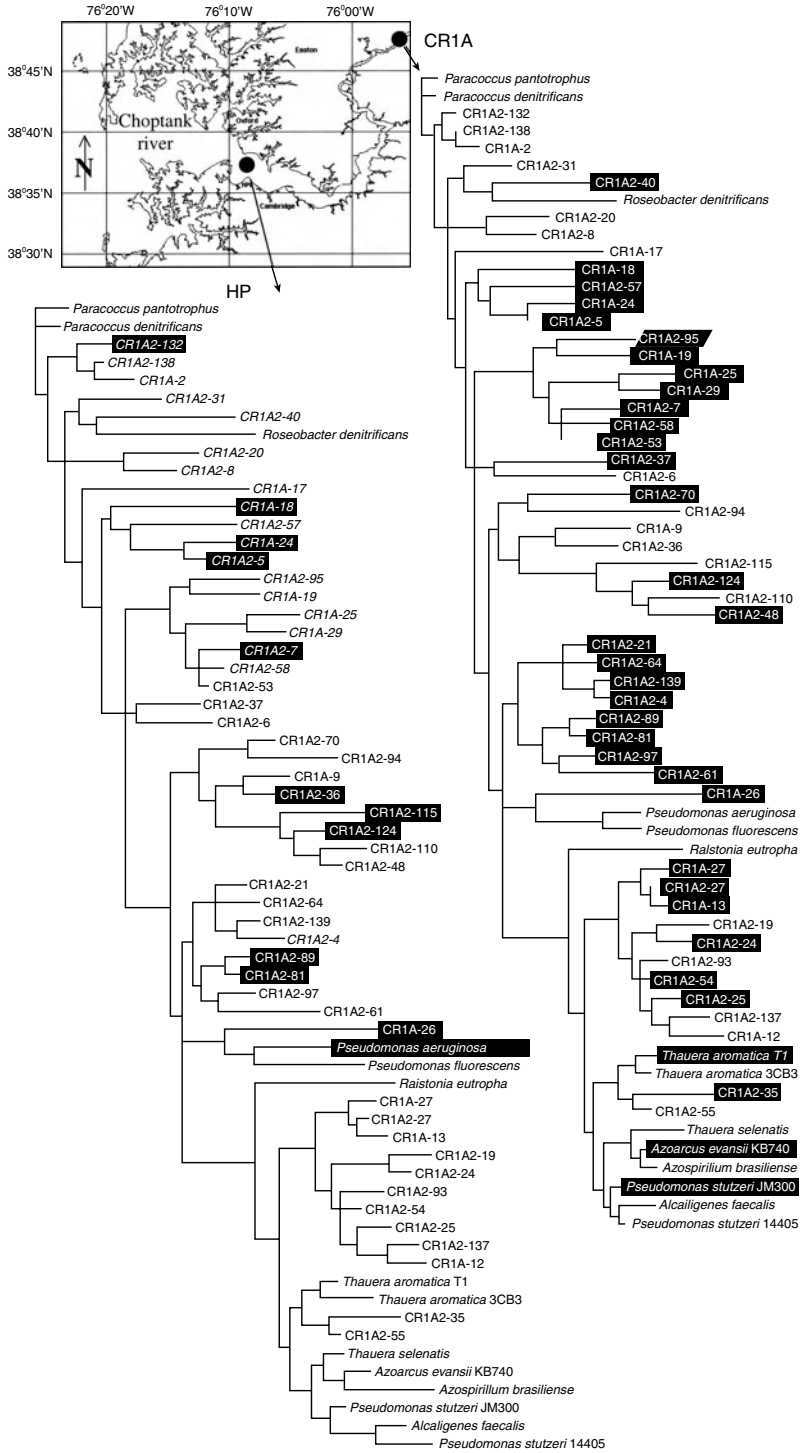 76°20'W 76°10'W 76°00'W
38°45'N
38°40'N
38°35'N
38°30'N
Easton
Oxford
Cambridge
Choptank
river
N
CR1A
HP
Paracoccus pantotrophus
Paracoccus denitrificans
CR1A2-132
CR1A2-138
CR1A-2
CR1A2-31
CR1A2-40
Roseobacter denitrificans
CR1A2-20
CR1A2-8
CR1A-17
CR1A-18
CR1A2-57
CR1A-24
CR1A2-5
CR1A2-95
CR1A-19
CR1A-25
CR1A-29
CR1A2-7
CR1A2-58
CR1A2-53
CR1A2-37
CR1A2-6
CR1A2-70
CR1A2-94
CR1A-9
CR1A2-36
CR1A2-115
CR1A2-124
CR1A2-110
CR1A2-48
CR1A2-21
CR1A2-64
CR1A2-139
CR1A2-4
CR1A2-89
CR1A2-81
CR1A2-97
CR1A2-61
CR1A-26
Pseudomonas aeruginosa
Pseudomonas fluorescens
Raistonia eutropha
CR1A-27
CR1A2-27
CR1A-13
CR1A2-19
CR1A2-24
CR1A2-93
CR1A2-54
CR1A2-25
CR1A2-137
CR1A-12
Thauera aromatica T1
Thauera aromatica 3CB3
CR1A2-35
CR1A2-55
Thauera selenatis
Azoarcus evansii KB740
Azospirillum brasiliense
Pseudomonas stutzeri JM300
Alcaligenes faecalis
Pseudomonas stutzeri 14405
Paracoccus pantotrophus
Paracoccus denitrificans
CR1A2-132
CR1A2-138
CR1A-2
CR1A2-31
CR1A2-40
Roseobacter denitrificans
CR1A2-20
CR1A2-8
CR1A-17
CR1A-18
CR1A2-57
CR1A-24
CR1A2-5
CR1A2-95
CR1A-19
CR1A-25
CR1A-29
CR1A2-7
CR1A2-58
CR1A2-53
CR1A2-37
CR1A2-6
CR1A2-70
CR1A2-94
CR1A-9
CR1A2-36
CR1A2-115
CR1A2-124
CR1A2-110
CR1A2-48
CR1A2-21
CR1A2-64
CR1A2-139
CR1A2-4
CR1A2-89
CR1A2-81
CR1A2-97
CR1A2-61
CR1A-26
Pseudomonas aeruginosa
Pseudomonas fluorescens
Ralstonia eutropha
CR1A-27
CR1A2-27
CR1A-13
CR1A2-19
CR1A2-24
CR1A2-93
CR1A2-54
CR1A2-25
CR1A2-137
CR1A-12
Thauera aromatica T1
Thauera aromatica 3CB3
CR1A2-35
CR1A2-55
Thauera selenatis
Azoarcus evansii KB740
Azospirilium brasiliense
Pseudomonas stutzeri JM300
Alcailigenes faecalis
Pseudomonas stutzeri 14405